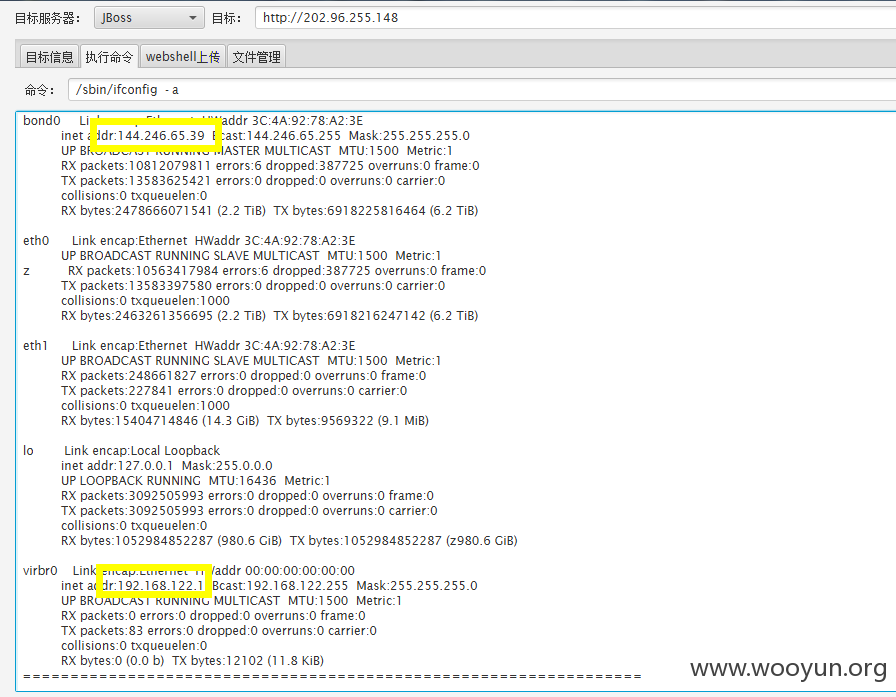 目标服务器： JBoss 目标： http://202.96.255.148
目标信息 执行命令 webshell上传 文件管理
命令： /sbin/ifconfig -a
bond0 Link encap:Ethernet HWaddr 3C:4A:92:78:A2:3E
inet addr:144.246.65.39 Bcast:144.246.65.255 Mask:255.255.255.0
UP BROADCAST RUNNING MASTER MULTICAST MTU:1500 Metric:1
RX packets:10812079811 errors:6 dropped:387725 overruns:0 frame:0
TX packets:13583625421 errors:0 dropped:0 overruns:0 carrier:0
collisions:0 txqueuelen:0
RX bytes:2478666071541 (2.2 TiB) TX bytes:6918225816464 (6.2 TiB)
eth0 Link encap:Ethernet HWaddr 3C:4A:92:78:A2:3E
UP BROADCAST RUNNING SLAVE MULTICAST MTU:1500 Metric:1
z RX packets:10563417984 errors:6 dropped:387725 overruns:0 frame:0
TX packets:13583397580 errors:0 dropped:0 overruns:0 carrier:0
collisions:0 txqueuelen:1000
RX bytes:2463261356695 (2.2 TiB) TX bytes:6918216247142 (6.2 TiB)
eth1 Link encap:Ethernet HWaddr 3C:4A:92:78:A2:3E
UP BROADCAST RUNNING SLAVE MULTICAST MTU:1500 Metric:1
RX packets:248661827 errors:0 dropped:0 overruns:0 frame:0
TX packets:227841 errors:0 dropped:0 overruns:0 carrier:0
collisions:0 txqueuelen:1000
RX bytes:15404714846 (14.3 GiB) TX bytes:9569322 (9.1 MiB)
lo Link encap:Local Loopback
inet addr:127.0.0.1 Mask:255.0.0.0
UP LOOPBACK RUNNING MTU:16436 Metric:1
RX packets:3092505993 errors:0 dropped:0 overruns:0 frame:0
TX packets:3092505993 errors:0 dropped:0 overruns:0 carrier:0
collisions:0 txqueuelen:0
RX bytes:1052984852287 (980.6 GiB) TX bytes:1052984852287 (z980.6 GiB)
virbr0 Link encap:Ethernet HWaddr 00:00:00:00:00:00
inet addr:192.168.122.1 Bcast:192.168.122.255 Mask:255.255.255.0
UP BROADCAST RUNNING MULTICAST MTU:1500 Metric:1
RX packets:0 errors:0 dropped:0 overruns:0 frame:0
TX packets:83 errors:0 dropped:0 overruns:0 carrier:0
collisions:0 txqueuelen:0
RX bytes:0 (0.0 b) TX bytes:12102 (11.8 KiB)
==================================================================
www.wooyun.org